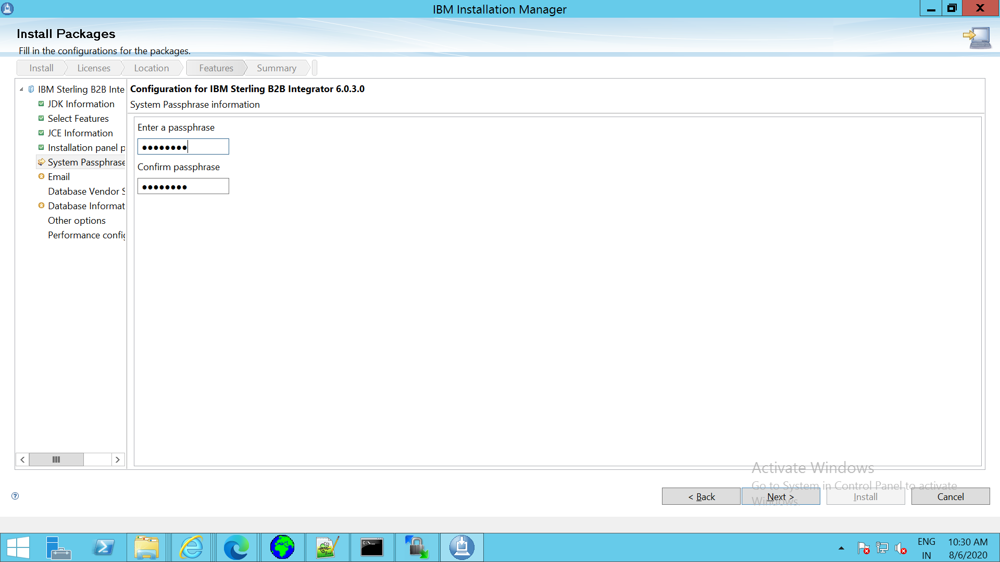 IBM Installation Manager
Install Packages
Fill in the configurations for the packages.
Install
Licenses
Location
Features
Summary
IBM Sterling B2B Inte
JDK Information
Select Features
JCE Information
Installation panel p
System Passphrase
Email
Database Vendor S
Database Informat
Other options
Performance config
Configuration for IBM Sterling B2B Integrator 6.0.3.0
System Passphrase information
Enter a passphrase
●●●●●●●●
Confirm passphrase
●●●●●●●●
Activate Windows
Go to System in Control Panel to activate
Windows.
< Back
Next >
Install
Cancel
C:\_
ENG
IN
10:30 AM
8/6/2020